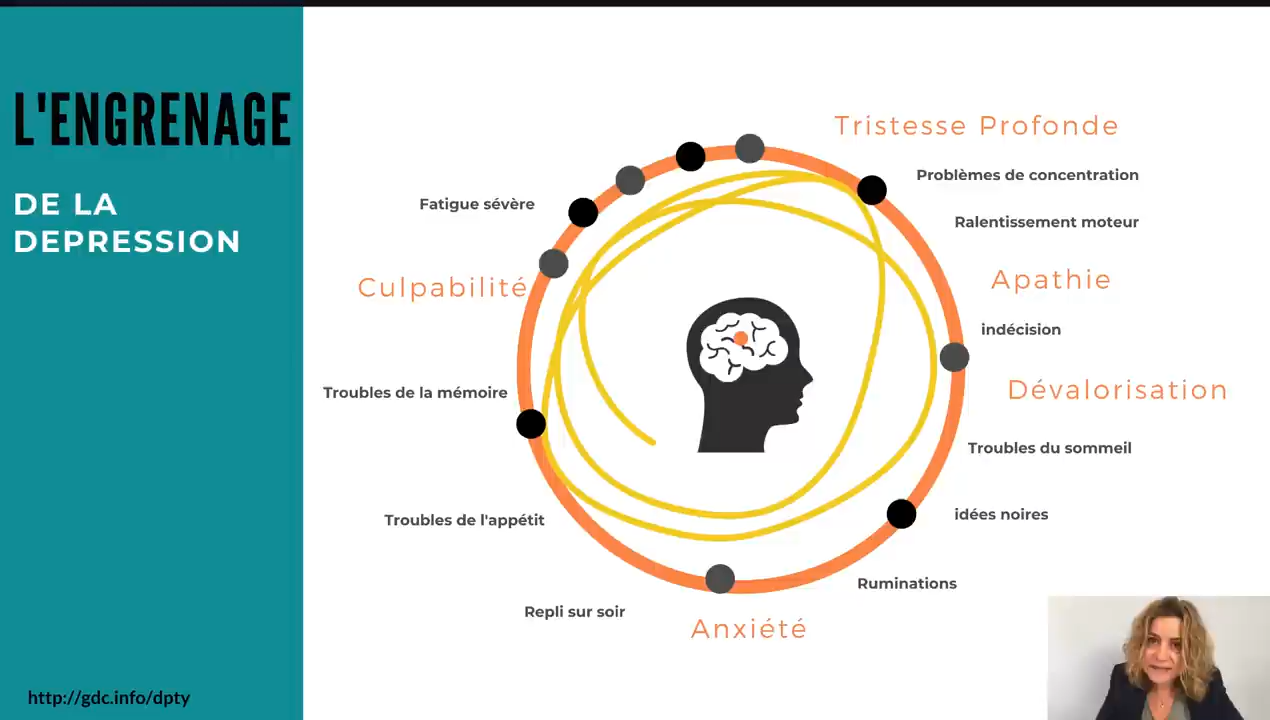 L'ENGRENAGE
DE LA
DEPRESSION
Tristesse Profonde
Problèmes de concentration
Ralentissement moteur
Apathie
indécision
Dévalorisation
Troubles du sommeil
idées noires
Ruminations
Anxiété
Repli sur soir
Troubles de l'appétit
Troubles de la mémoire
Culpabilité
Fatigue sévère
http://gdc.info/dpty